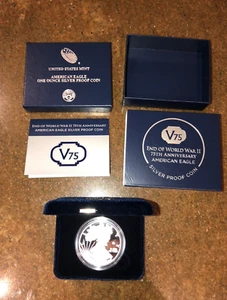 UNITED STATES MINT
AMERICAN EAGLE
ONE OUNCE SILVER PROOF COIN
END OF WORLD WAR II 75TH ANNIVERSARY
AMERICAN EAGLE SILVER PROOF COIN
V75
V75
END OF WORLD WAR II
75TH ANNIVERSARY
AMERICAN EAGLE
SILVER PROOF COIN